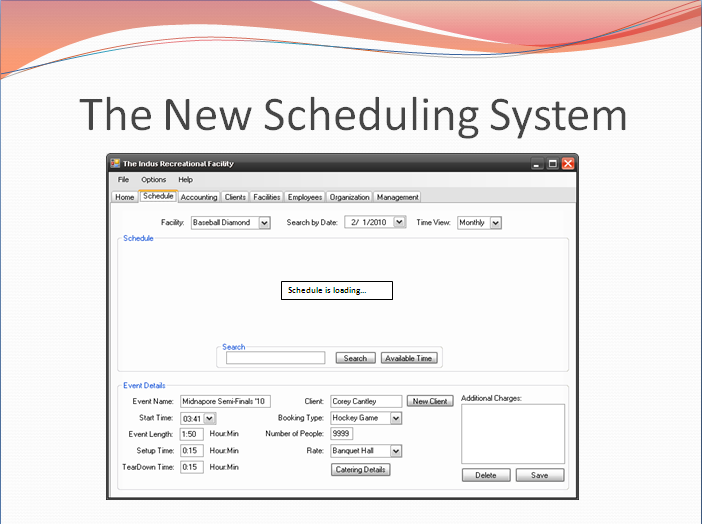 The New Scheduling System
The Indus Recreational Facility
File Options Help
Home Schedule Accounting Clients Facilities Employees Organization Management
Facility: Baseball Diamond Search by Date: 2/ 1/2010 Time View: Monthly
Schedule
Schedule is loading...
Search
Search Available Time
Event Details
Event Name: Midnapore Semi-Finals '10 Client: Corey Cantley New Client Additional Charges:
Start Time: 03:41 Booking Type: Hockey Game
Event Length: 1:50 Hour:Min Number of People: 9999
Setup Time: 0:15 Hour:Min Rate: Banquet Hall
TearDown Time: 0:15 Hour:Min Catering Details
Delete Save